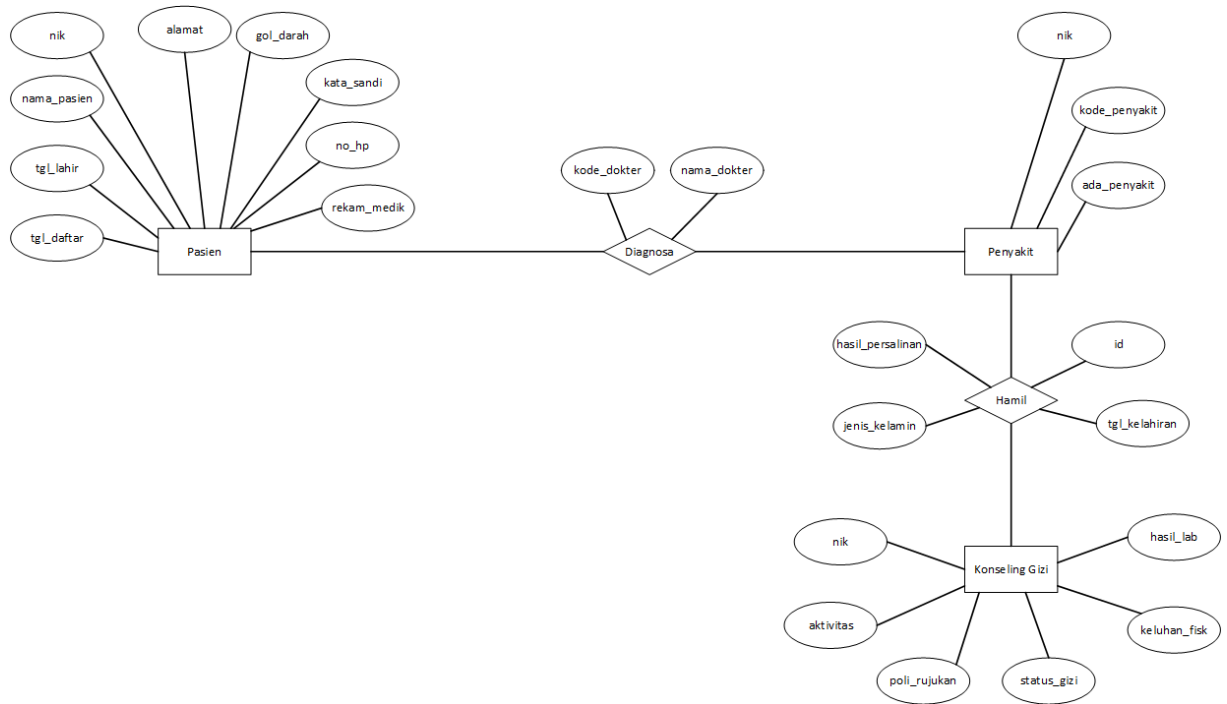 nik
alamat
gol_darah
nik
kata_sandi
nama_pasien
kode_penyakit
no_hp
kode_dokter
nama_dokter
tgl_lahir
ada_penyakit
rekam_medik
tgl_daftar
Pasien
Diagnosa
Penyakit
hasil_persalinan
id
Hamil
jenis_kelamin
tgl_kelahiran
nik
hasil_lab
Konseling Gizi
aktivitas
keluhan_fisk
poli_rujukan
status_gizi